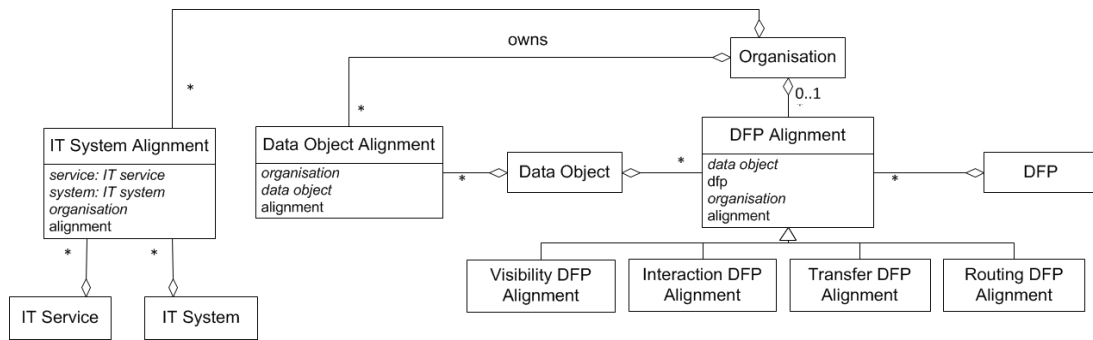 owns
Organisation
*
*
0..1
*
IT System Alignment
service: IT service
system: IT system
organisation
alignment
Data Object Alignment
organisation
data object
alignment
*
Data Object
*
DFP Alignment
data object
dfp
organisation
alignment
*
DFP
*
*
IT Service
IT System
Visibility DFP
Alignment
Interaction DFP
Alignment
Transfer DFP
Alignment
Routing DFP
Alignment